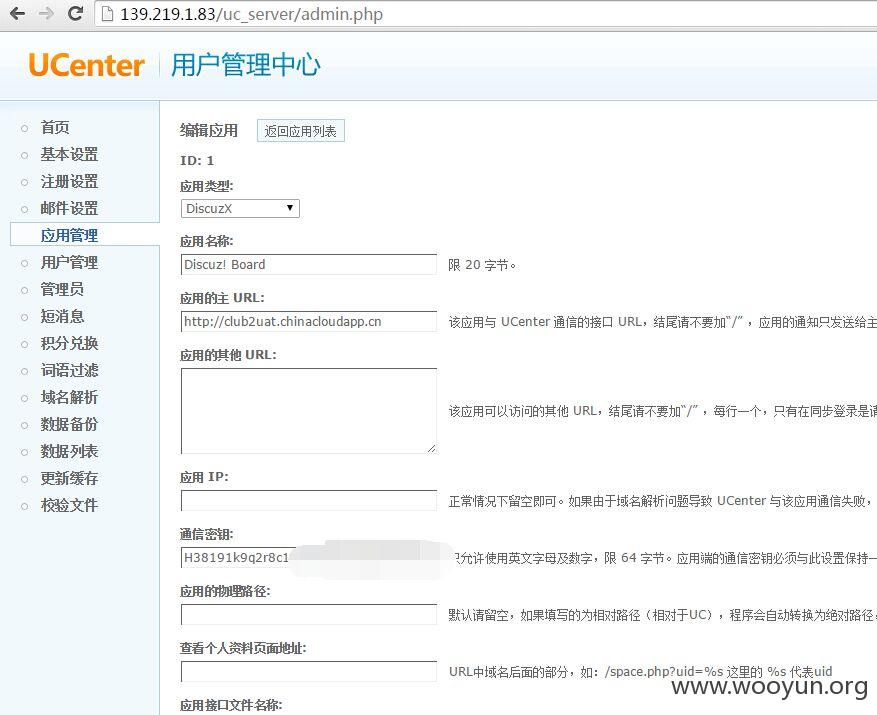 139.219.1.83/uc_server/admin.php
UCenter 用户管理中心
首页
基本设置
注册设置
邮件设置
应用管理
用户管理
管理员
短消息
积分兑换
词语过滤
域名解析
数据备份
数据列表
更新缓存
校验文件
编辑应用 返回应用列表
ID: 1
应用类型:
DiscuzX
应用名称:
Discuz! Board 限 20 字节。
应用的主 URL:
http://club2uat.chinacloudapp.cn 该应用与 UCenter 通信的接口 URL，结尾请不要加“/” ，应用的通知只发送给主
应用的其他 URL:
该应用可以访问的其他 URL，结尾请不要加“/” ，每行一个，只有在同步登录是请
应用 IP:
正常情况下留空即可。如果由于域名解析问题导致 UCenter 与该应用通信失败，
通信密钥:
H38191k9q2r8c1 只允许使用英文字母及数字，限 64 字节。应用端的通信密钥必须与此设置保持一
应用的物理路径:
默认请留空，如果填写的为相对路径（相对于UC），程序会自动转换为绝对路径，
查看个人资料页面地址:
URL中域名后面的部分，如：/space.php?uid=%s 这里的 %s 代表uid
www.wooyun.org
应用接口文件名称: